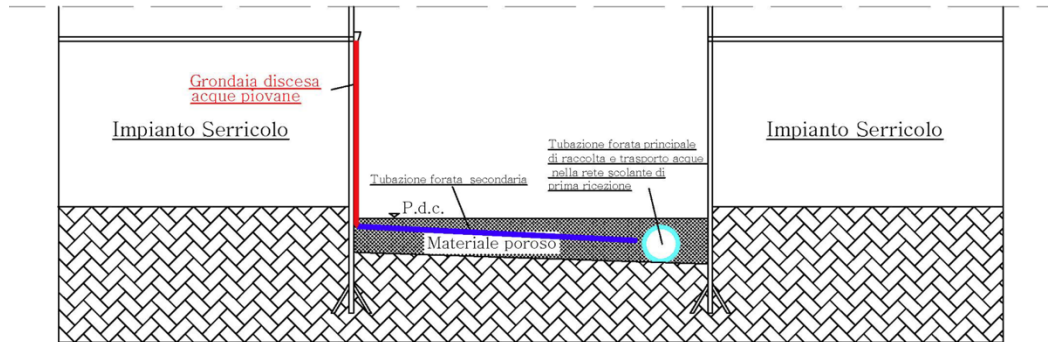 Grondaia discesa
acque piovane
Impianto Serricolo
Impianto Serricolo
Tubazione forata principale
di raccolta e trasporto acque
nella rete scolante di
prima ricezione
Tubazione forata secondaria
P.d.c.
Materiale poroso